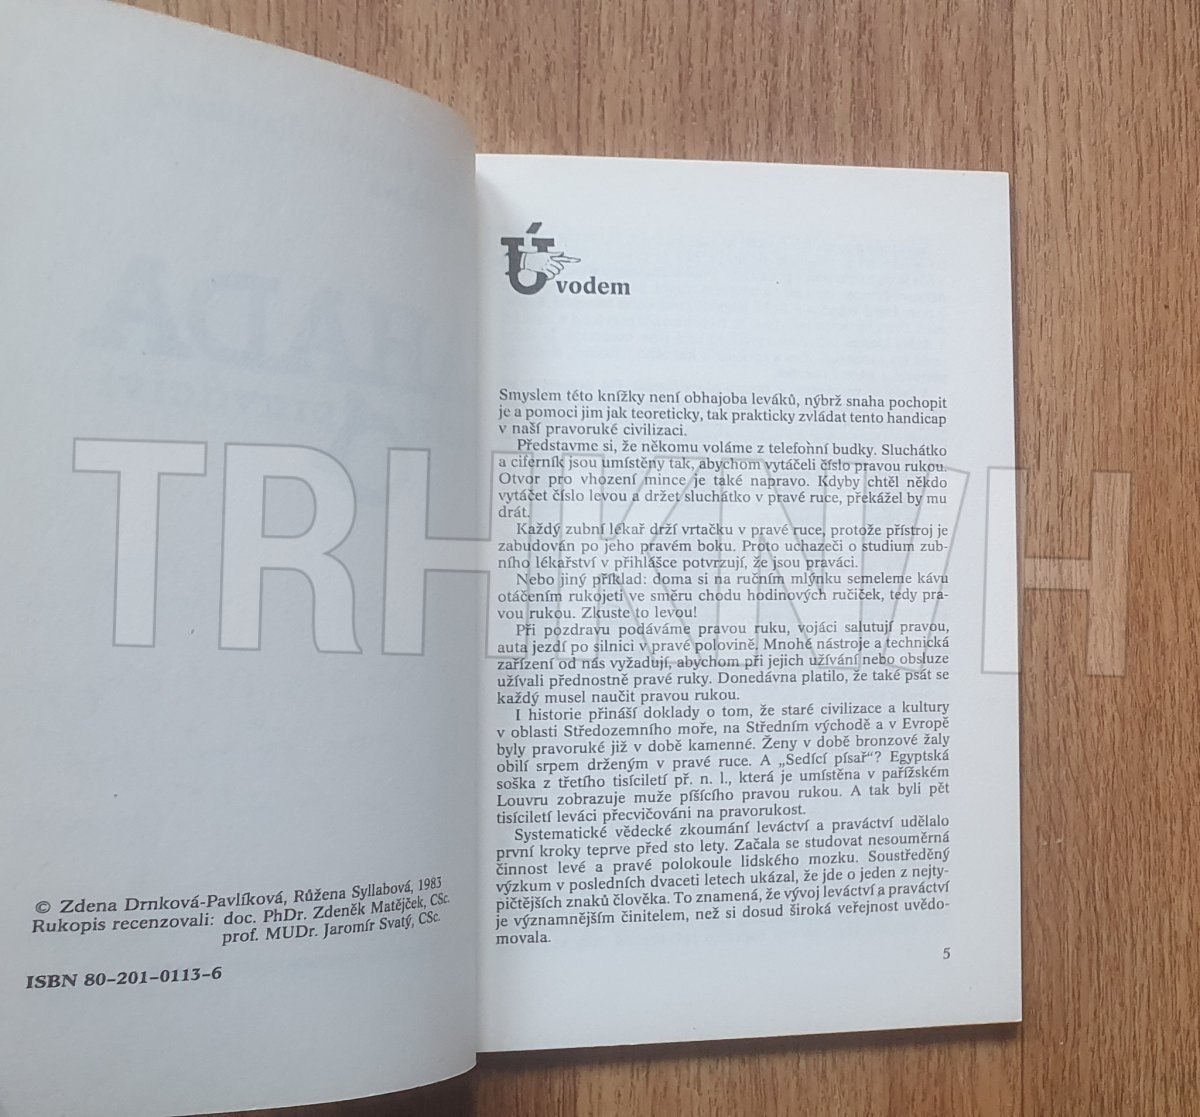 © Zdena Drnková-Pavlíková, Růžena Syllabová, 1983
Rukopis recenzovali: doc. PhDr. Zdeněk Matějček, CSc.
prof. MUDr. Jaromír Svatý, CSc.
ISBN 80-201-0113-6
Úvodem
Smyslem této knížky není obhajoba leváků, nýbrž snaha pochopit
je a pomoci jim jak teoreticky, tak prakticky zvládat tento handicap
v naší pravoruké civilizaci.
Představme si, že někomu voláme z telefonní budky. Sluchátko
a ciferník jsou umístěny tak, abychom vytáčeli číslo pravou rukou.
Otvor pro vhození mince je také napravo. Kdyby chtěl někdo
vytáčet číslo levou a držet sluchátko v pravé ruce, překážel by mu
drát.
Každý zubní lékař drží vrtačku v pravé ruce, protože přístroj je
zabudován po jeho pravém boku. Proto uchazeči o studium zub-
ního lékařství v přihlášce potvrzují, že jsou praváci.
Nebo jiný příklad: doma si na ručním mlýnku semeleme kávu
otáčením rukojeti ve směru chodu hodinových ručiček, tedy pra-
vou rukou. Zkuste to levou!
Při pozdravu podáváme pravou ruku, vojáci salutují pravou,
auta jezdí po silnici v pravé polovině. Mnohé nástroje a technická
zařízení od nás vyžadují, abychom při jejich užívání nebo obsluze
užívali přednostně pravé ruky. Donedávna platilo, že také psát se
každý musel naučit pravou rukou.
I historie přináší doklady o tom, že staré civilizace a kultury
v oblasti Středozemního moře, na Středním východě a v Evropě
byly pravoruké již v době kamenné. Ženy v době bronzové žaly
obilí srpem drženým v pravé ruce. A „Sedící písař“? Egyptská
soška z třetího tisíciletí př. n. l., která je umístěna v pařížském
Louvru zobrazuje muže píšícího pravou rukou. A tak byli pět
tisíciletí leváci přecvičováni na pravorukost.
Systematické vědecké zkoumání leváctví a praváctví udělalo
první kroky teprve před sto lety. Začala se studovat nesouměrná
činnost levé a pravé polokoule lidského mozku. Soustředěný
výzkum v posledních dvaceti letech ukázal, že jde o jeden z nejty-
pičtějších znaků člověka. To znamená, že vývoj leváctví a praváctví
je významnějším činitelem, než si dosud široká veřejnost uvědo-
movala.
5
TRHKNIH